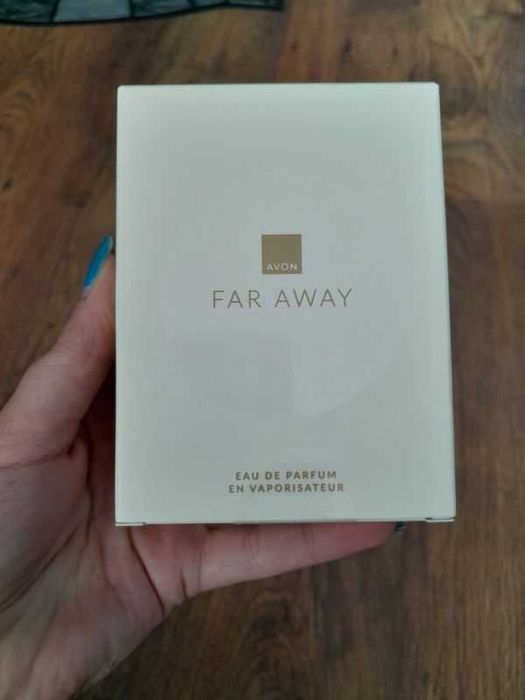 AVON
FAR AWAY
EAU DE PARFUM
EN VAPORISATEUR